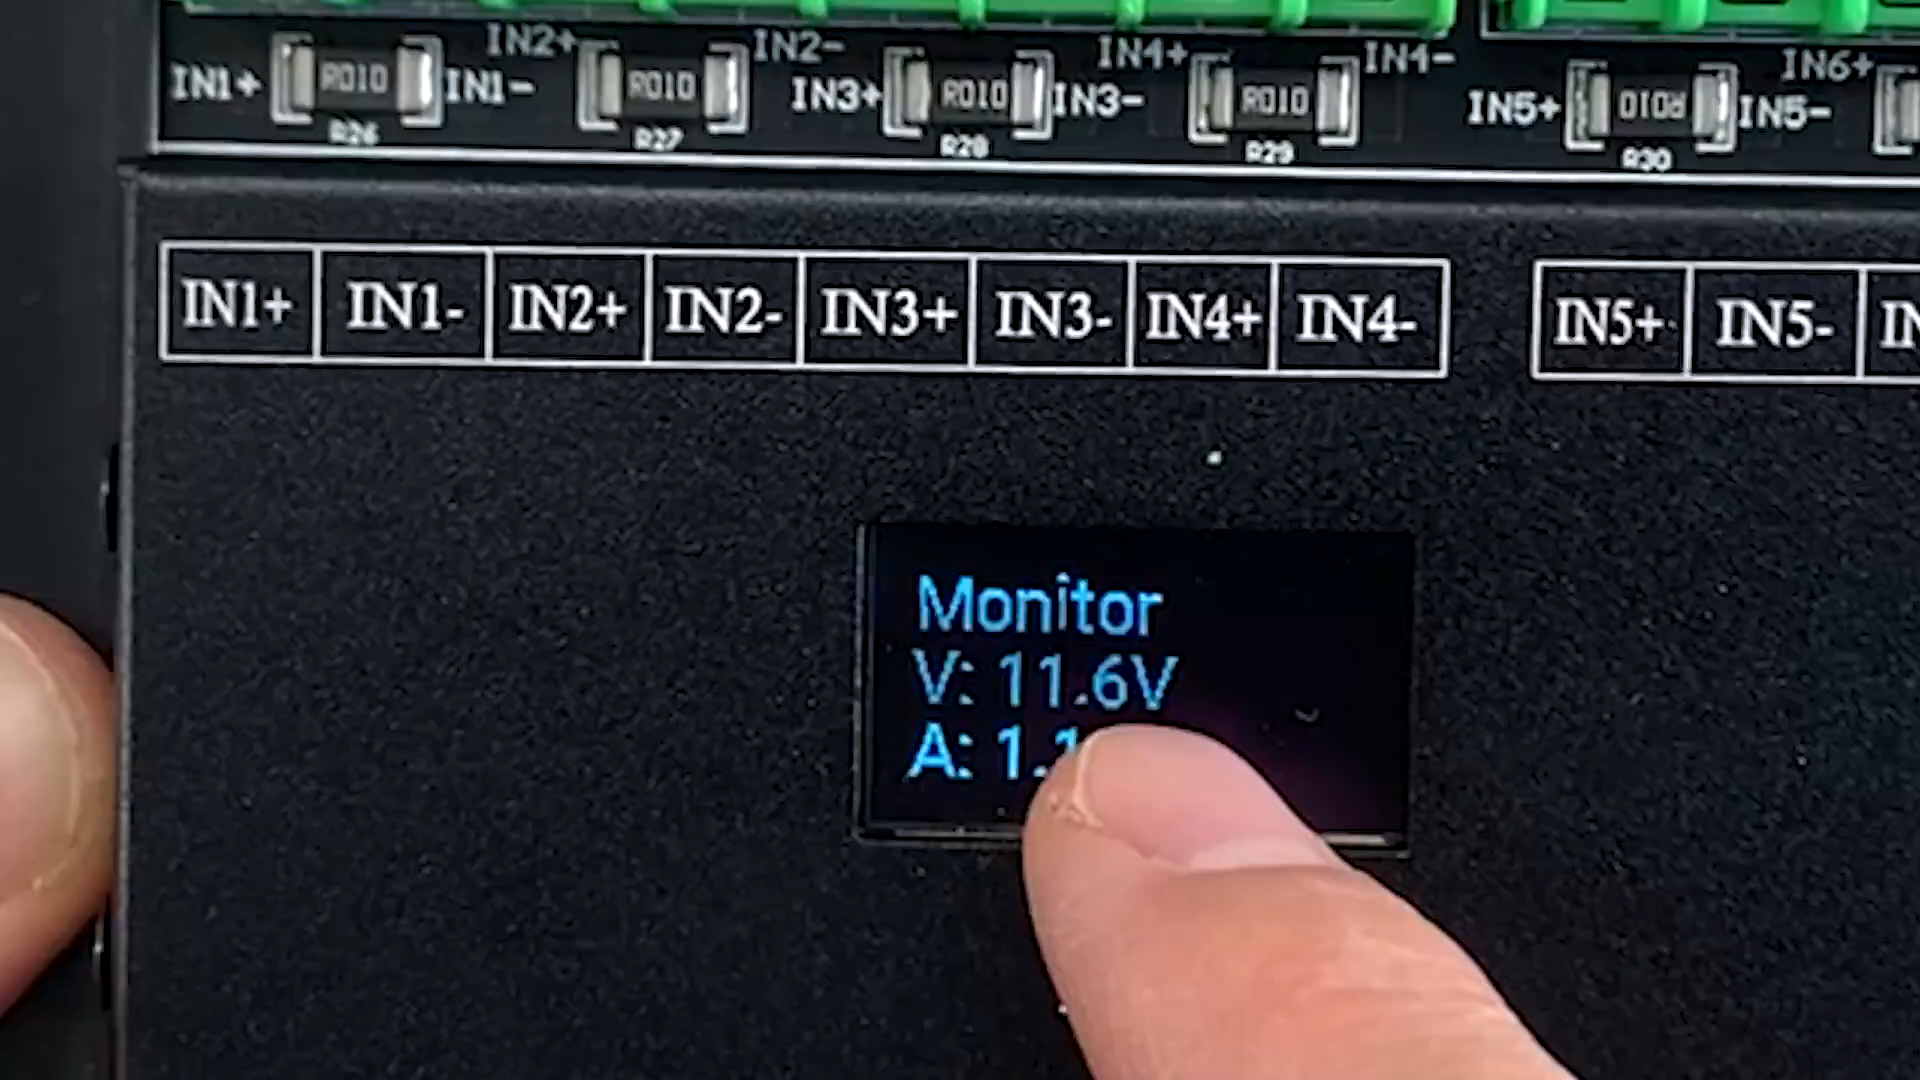 IN2+ IN2- IN4+ IN4- IN6+
IN1+ R010 IN1- R010 IN3+ R010 IN3- R010 IN5+ R010 IN5-
R26 R27 R28 R29 R30
IN1+ IN1- IN2+ IN2- IN3+ IN3- IN4+ IN4- IN5+ IN5-
Monitor
V: 11.6V
A: 1.1